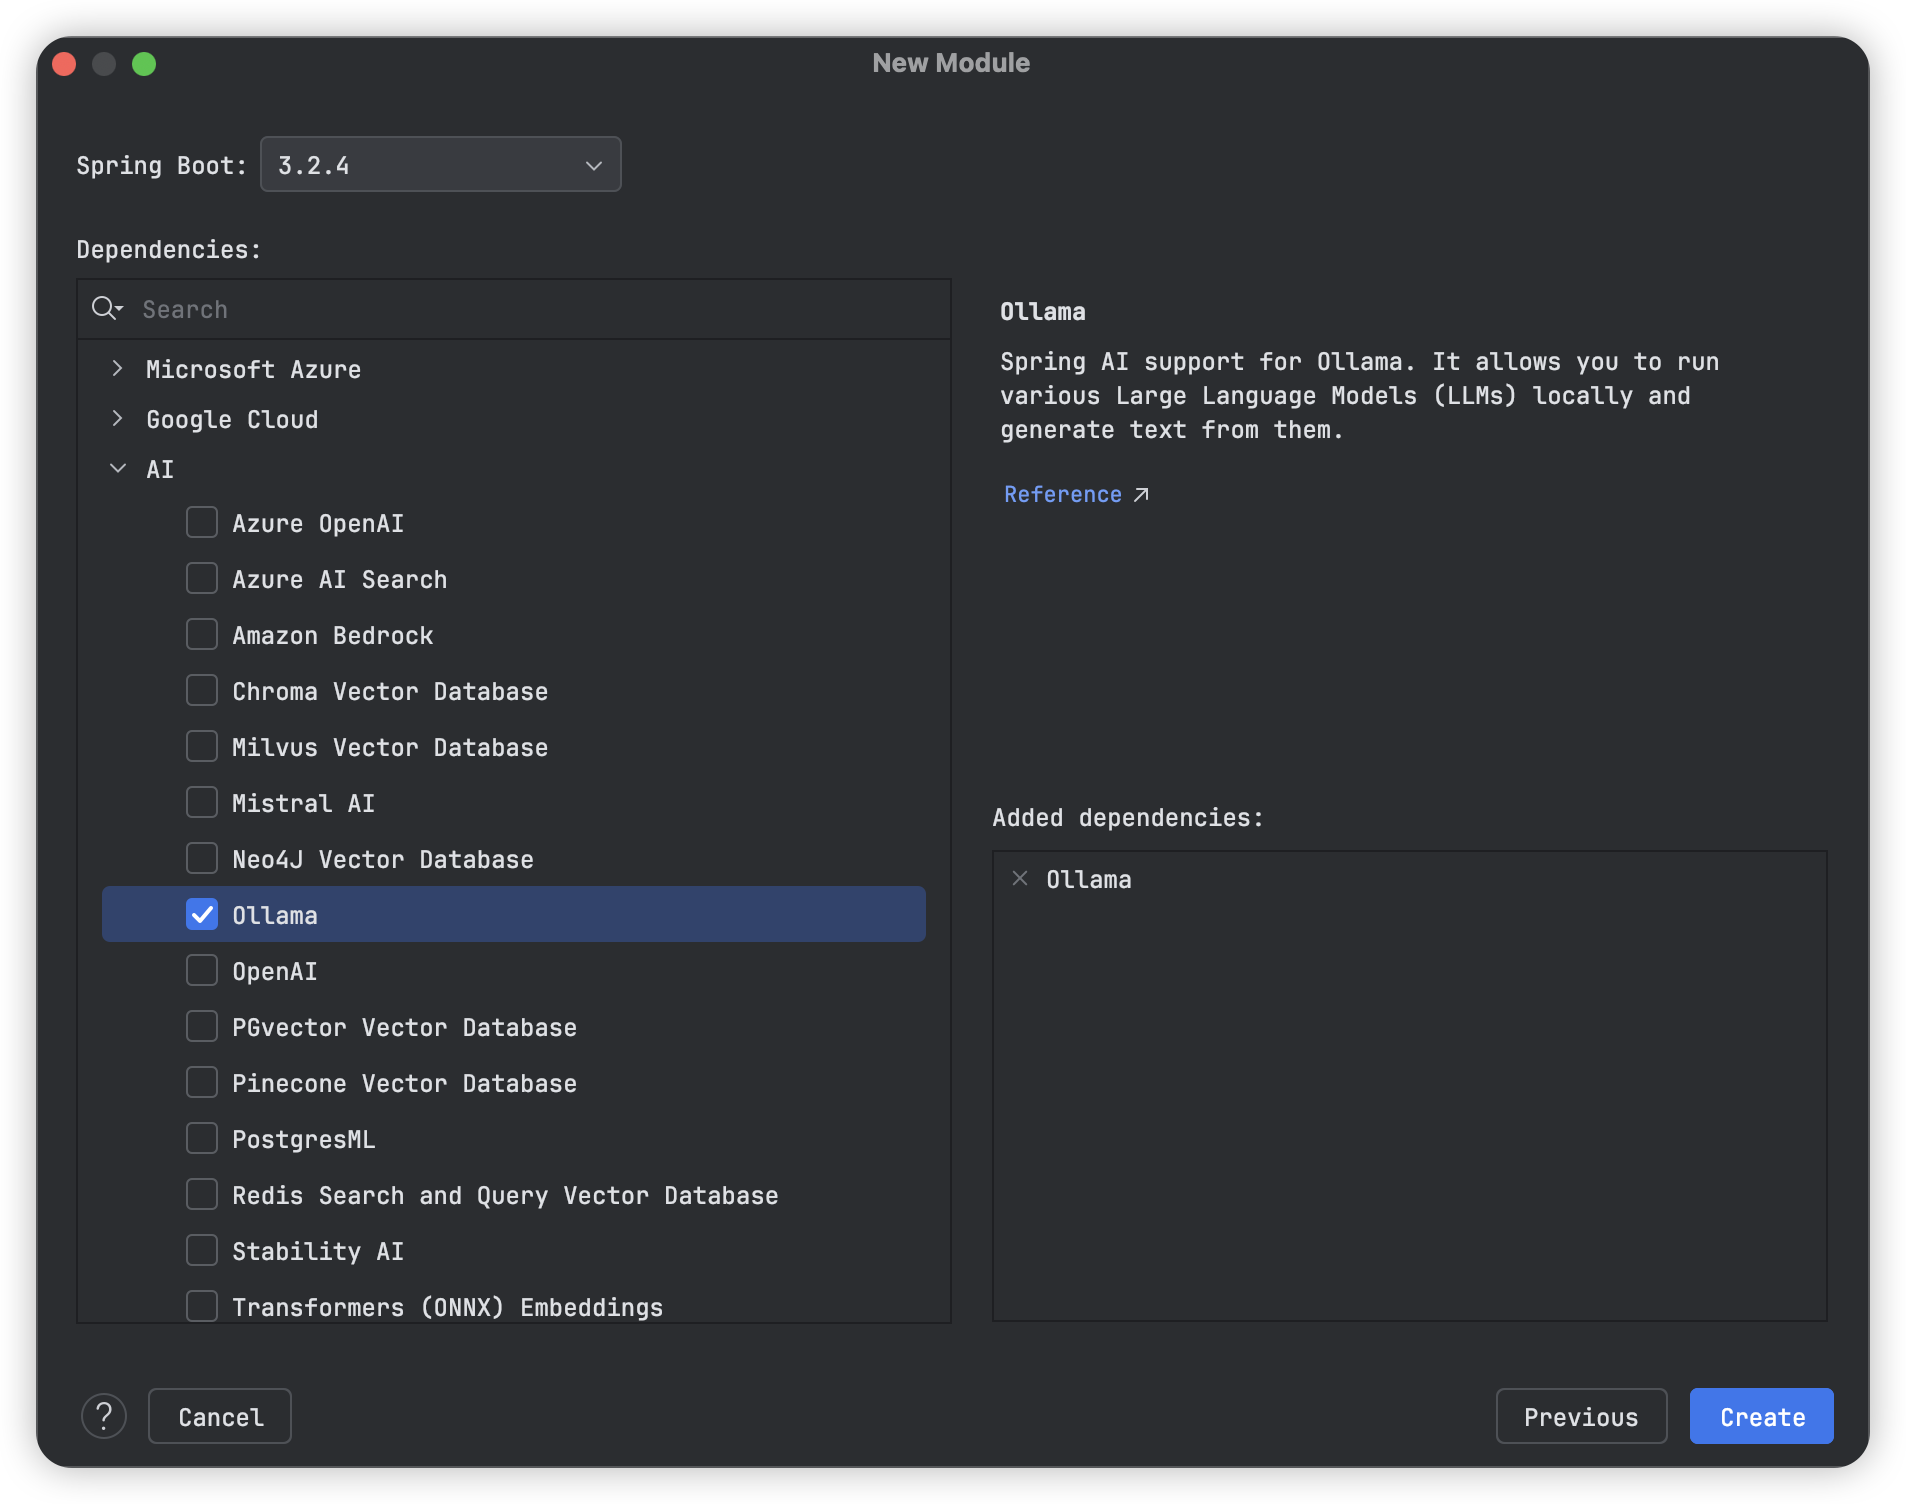 New Module
Spring Boot: 3.2.4
Dependencies:
Search
Microsoft Azure
Google Cloud
AI
Azure OpenAI
Azure AI Search
Amazon Bedrock
Chroma Vector Database
Milvus Vector Database
Mistral AI
Neo4J Vector Database
Ollama
OpenAI
PGvector Vector Database
Pinecone Vector Database
PostgresML
Redis Search and Query Vector Database
Stability AI
Transformers (ONNX) Embeddings
Ollama
Spring AI support for Ollama. It allows you to run
various Large Language Models (LLMs) locally and
generate text from them.
Reference ↗
Added dependencies:
Ollama
? Cancel Previous Create